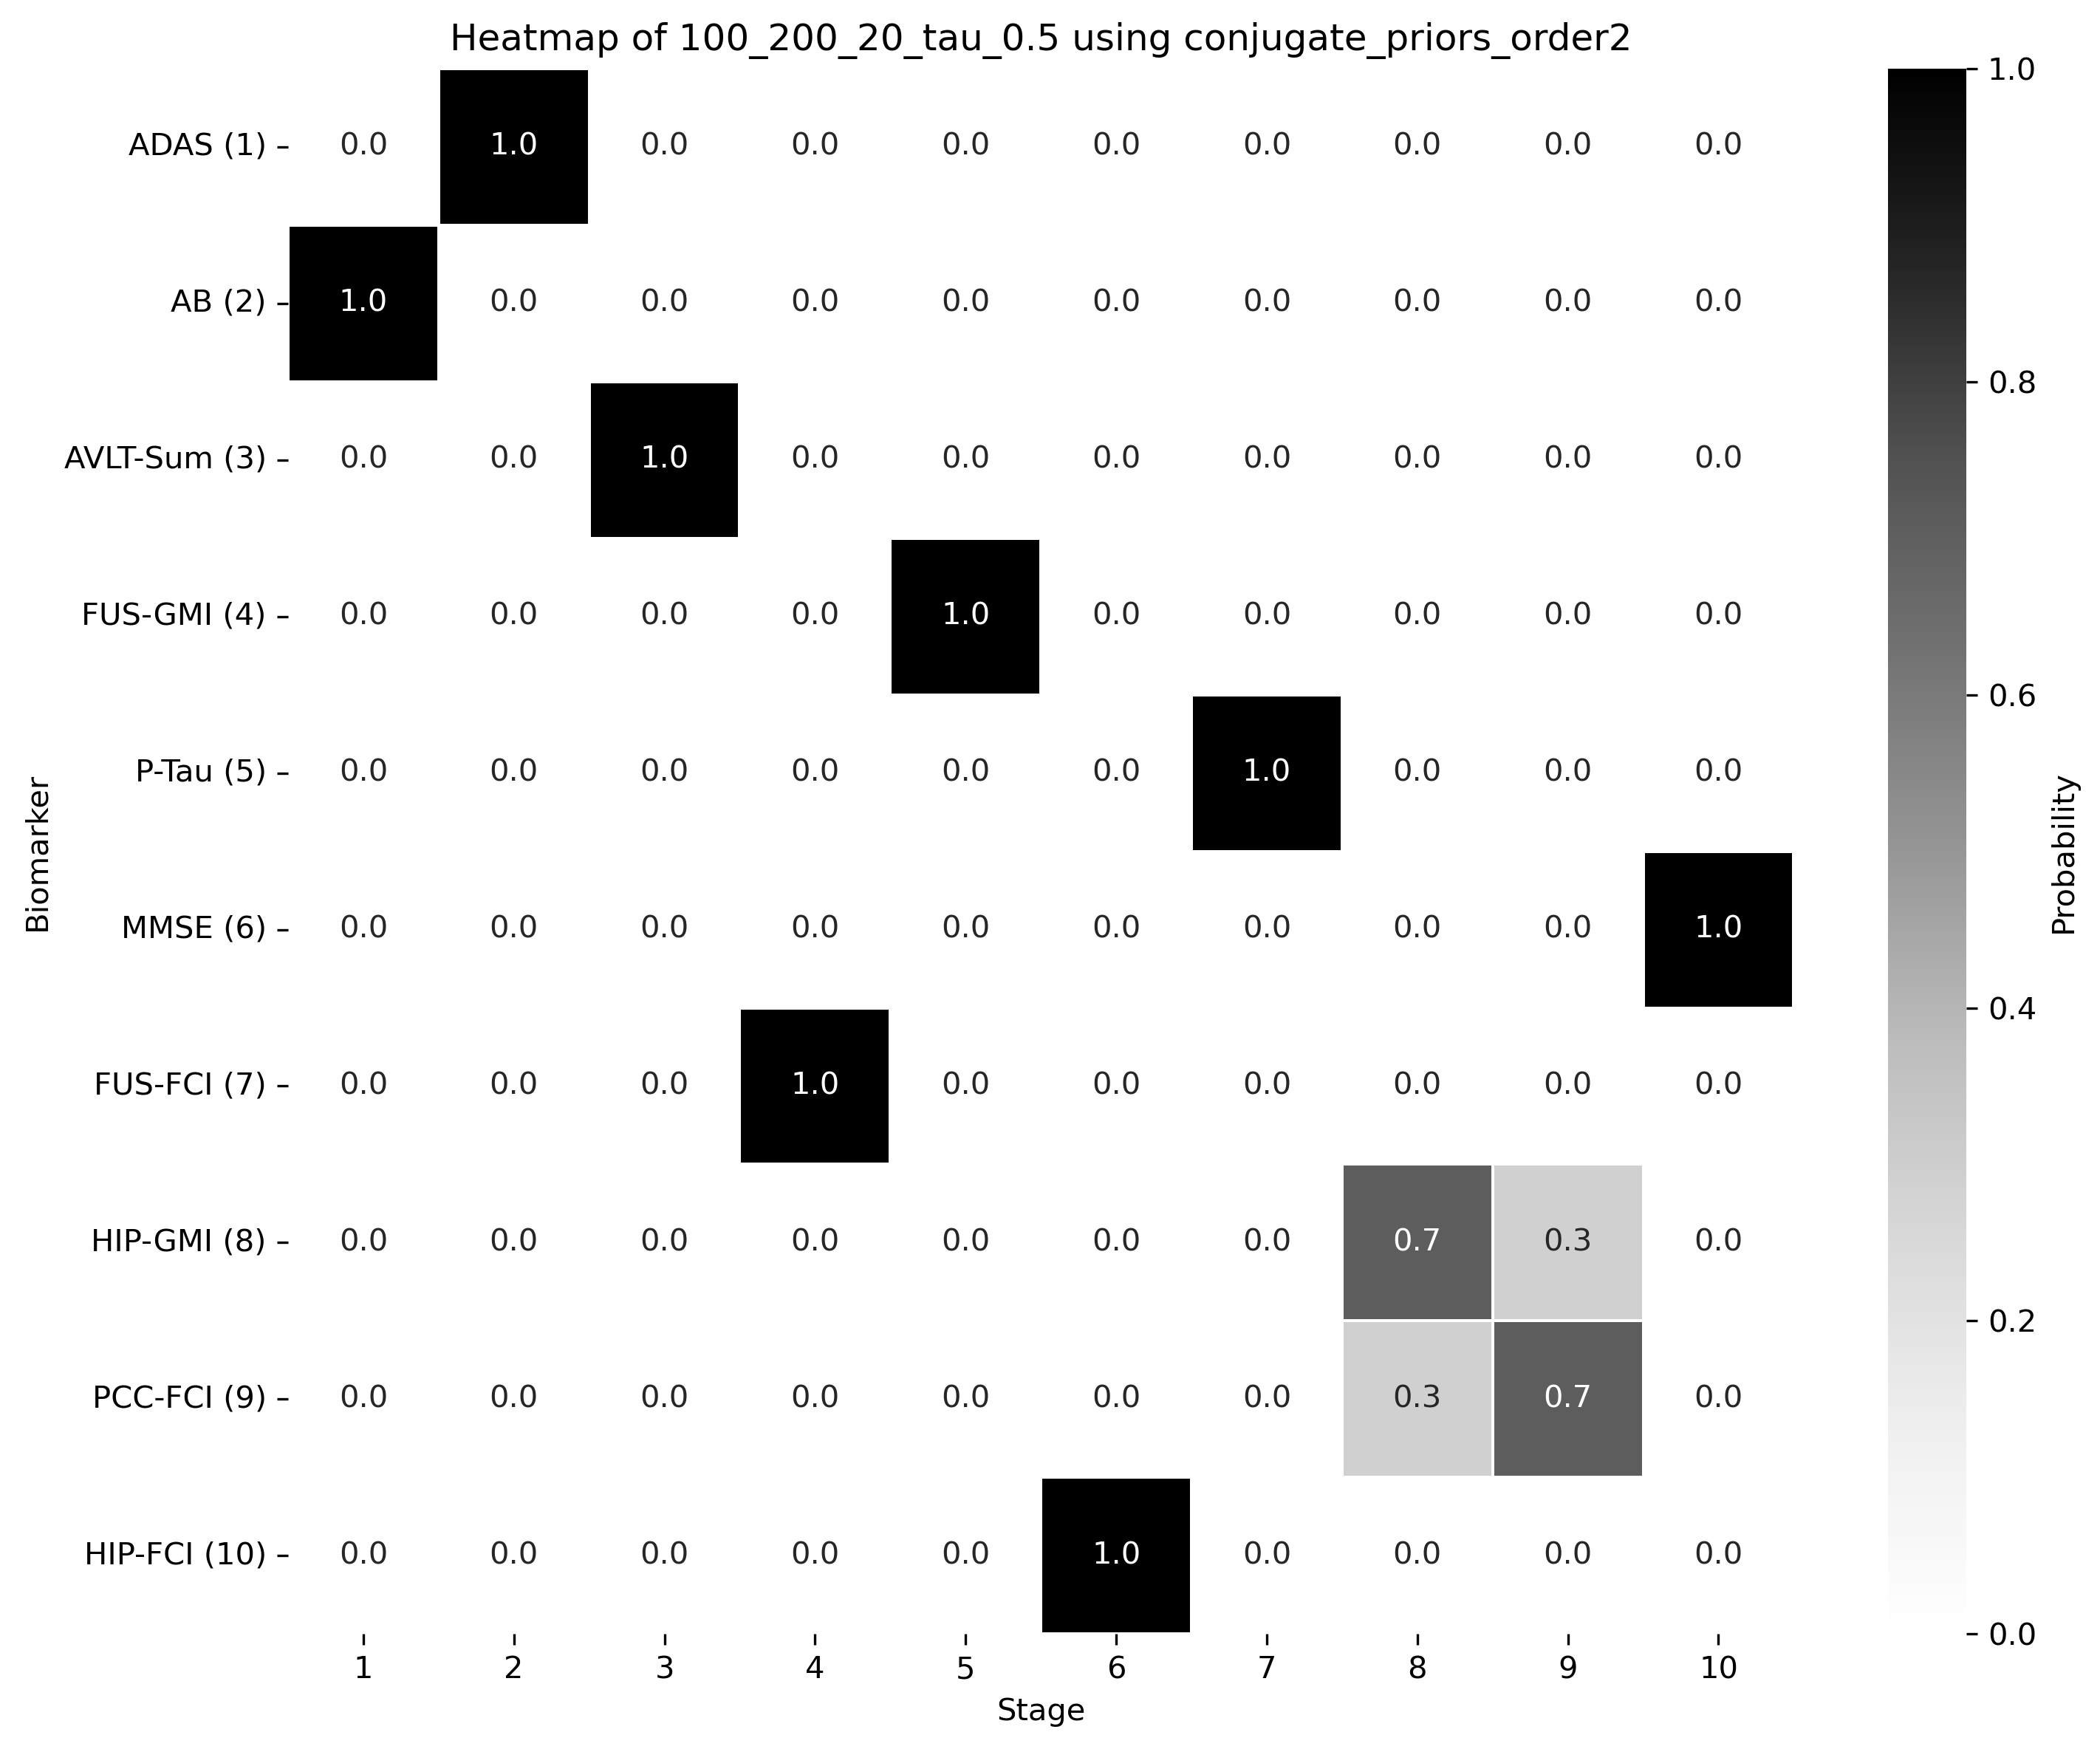 Heatmap of 100_200_20_tau_0.5 using conjugate_priors_order2
ADAS (1) 0.0 1.0 0.0 0.0 0.0 0.0 0.0 0.0 0.0 0.0
AB (2) 1.0 0.0 0.0 0.0 0.0 0.0 0.0 0.0 0.0 0.0
AVLT-Sum (3) 0.0 0.0 1.0 0.0 0.0 0.0 0.0 0.0 0.0 0.0
FUS-GMI (4) 0.0 0.0 0.0 0.0 1.0 0.0 0.0 0.0 0.0 0.0
P-Tau (5) 0.0 0.0 0.0 0.0 0.0 0.0 1.0 0.0 0.0 0.0
MMSE (6) 0.0 0.0 0.0 0.0 0.0 0.0 0.0 0.0 0.0 1.0
FUS-FCI (7) 0.0 0.0 0.0 1.0 0.0 0.0 0.0 0.0 0.0 0.0
HIP-GMI (8) 0.0 0.0 0.0 0.0 0.0 0.0 0.0 0.7 0.3 0.0
PCC-FCI (9) 0.0 0.0 0.0 0.0 0.0 0.0 0.0 0.3 0.7 0.0
HIP-FCI (10) 0.0 0.0 0.0 0.0 0.0 1.0 0.0 0.0 0.0 0.0
1 2 3 4 5 6 7 8 9 10
Stage
Biomarker
1.0
0.8
0.6
0.4
0.2
0.0
Probability